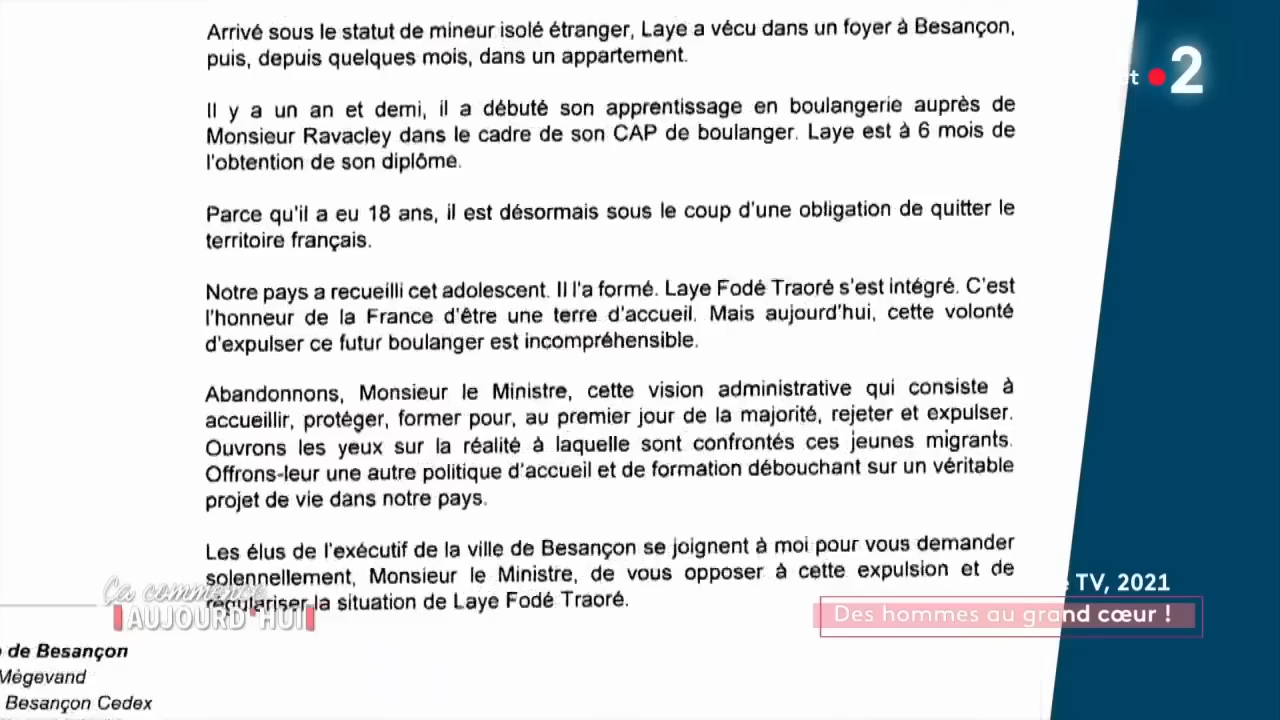 Arrivé sous le statut de mineur isolé étranger, Laye a vécu dans un foyer à Besançon,
puis, depuis quelques mois, dans un appartement.
Il y a un an et demi, il a débuté son apprentissage en boulangerie auprès de
Monsieur Ravacley dans le cadre de son CAP de boulanger. Laye est à 6 mois de
l'obtention de son diplôme.
Parce qu'il a eu 18 ans, il est désormais sous le coup d'une obligation de quitter le
territoire français.
Notre pays a recueilli cet adolescent. Il l'a formé. Laye Fodé Traoré s'est intégré. C'est
l'honneur de la France d'être une terre d'accueil. Mais aujourd'hui, cette volonté
d'expulser ce futur boulanger est incompréhensible.
Abandonnons, Monsieur le Ministre, cette vision administrative qui consiste à
accueillir, protéger, former pour, au premier jour de la majorité, rejeter et expulser.
Ouvrons les yeux sur la réalité à laquelle sont confrontés ces jeunes migrants.
Offrons-leur une autre politique d'accueil et de formation débouchant sur un véritable
projet de vie dans notre pays.
Les élus de l'exécutif de la ville de Besançon se joignent à moi pour vous demander
solennellement, Monsieur le Ministre, de vous opposer à cette expulsion et de
régulariser la situation de Laye Fodé Traoré.
de Besançon
Mégevand
Besançon Cedex
et 2
Ça commence
AUJOURD'HUI
TV, 2021
Des hommes au grand cœur !